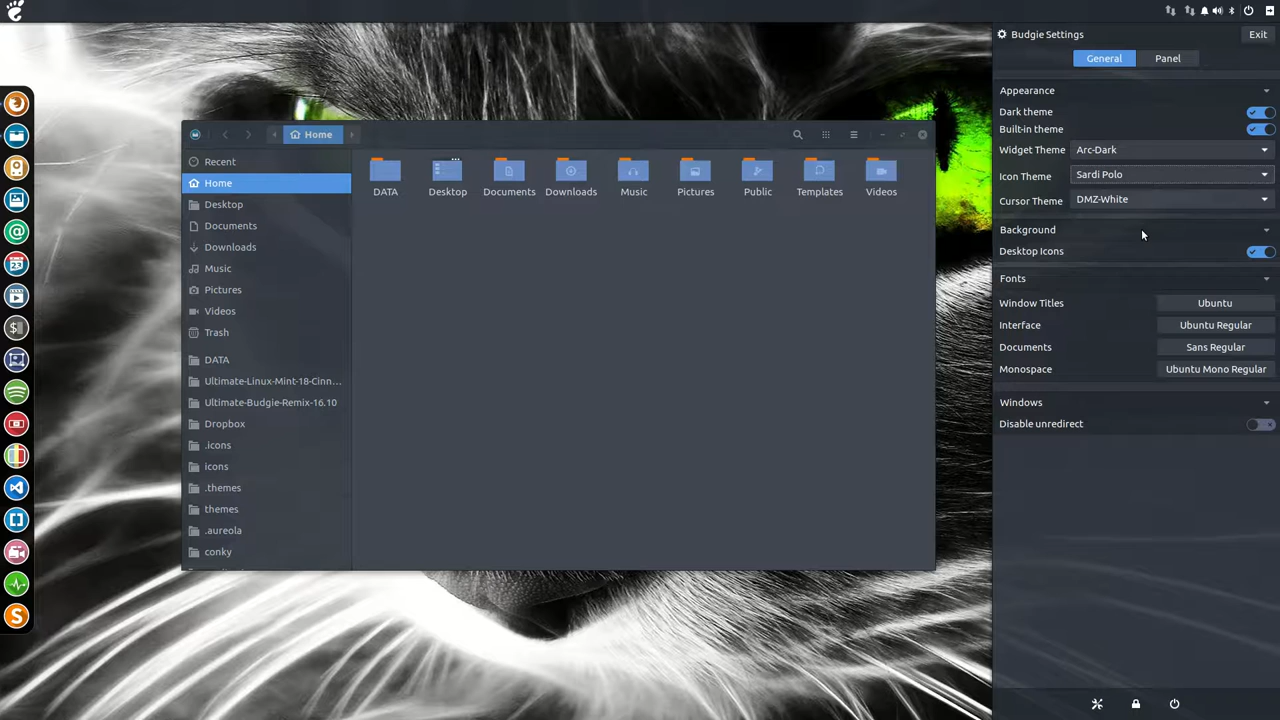 Budgie Settings
Exit
General
Panel
Appearance
Dark theme
Built-in theme
Widget Theme
Arc-Dark
Icon Theme
Sardi Polo
Cursor Theme
DMZ-White
Background
Desktop Icons
Fonts
Window Titles
Ubuntu
Interface
Ubuntu Regular
Documents
Sans Regular
Monospace
Ubuntu Mono Regular
Windows
Disable unredirect
Home
Recent
Home
Desktop
Documents
Downloads
Music
Pictures
Videos
Trash
DATA
Ultimate-Linux-Mint-18-Cinn...
Ultimate-Budgie-Remix-16.10
Dropbox
.icons
icons
.themes
themes
.aureola
conky
DATA
Desktop
Documents
Downloads
Music
Pictures
Public
Templates
Videos
@
23
$
S